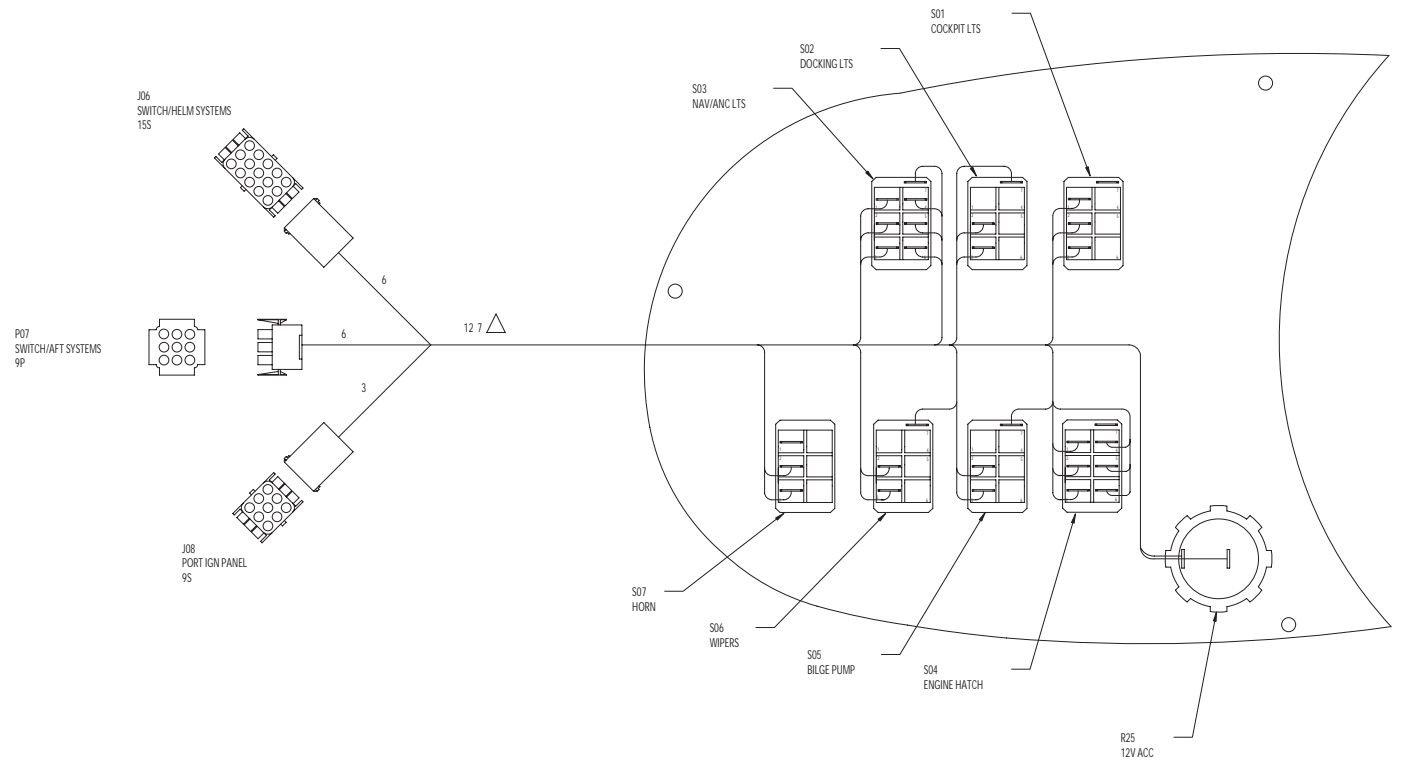 S01
COCKPIT LTS
S02
DOCKING LTS
S03
NAV/ANC LTS
J06
SWITCH/HELM SYSTEMS
15S
6
P07
SWITCH/AFT SYSTEMS
9P
6
12 7
3
J08
PORT IGN PANEL
9S
S07
HORN
S06
WIPERS
S05
BILGE PUMP
S04
ENGINE HATCH
R25
12V ACC